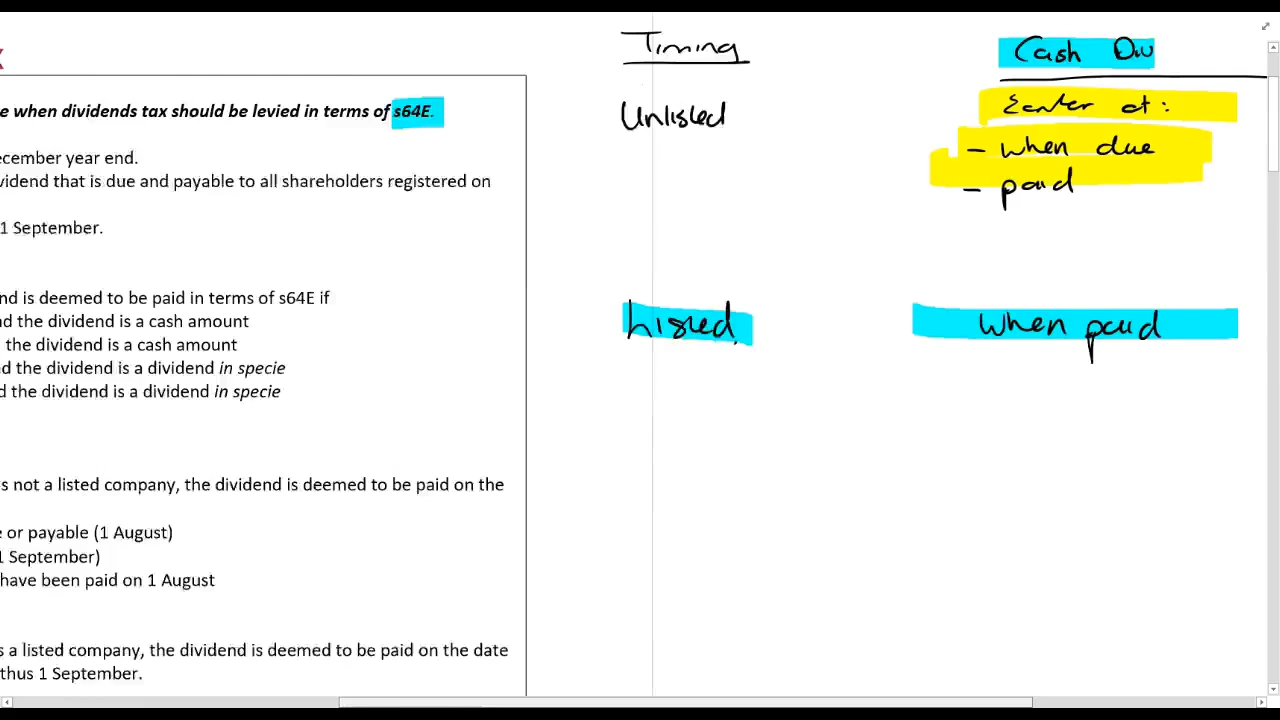 e when dividends tax should be levied in terms of s64E.
ecember year end.
vidend that is due and payable to all shareholders registered on
1 September.
nd is deemed to be paid in terms of s64E if
nd the dividend is a cash amount
the dividend is a cash amount
nd the dividend is a dividend in specie
d the dividend is a dividend in specie
s not a listed company, the dividend is deemed to be paid on the
e or payable (1 August)
1 September)
have been paid on 1 August
s a listed company, the dividend is deemed to be paid on the date
thus 1 September.
Timing
Cash Div
Unlisted
Earlier of:
- when due
- paid
Listed.
When paid